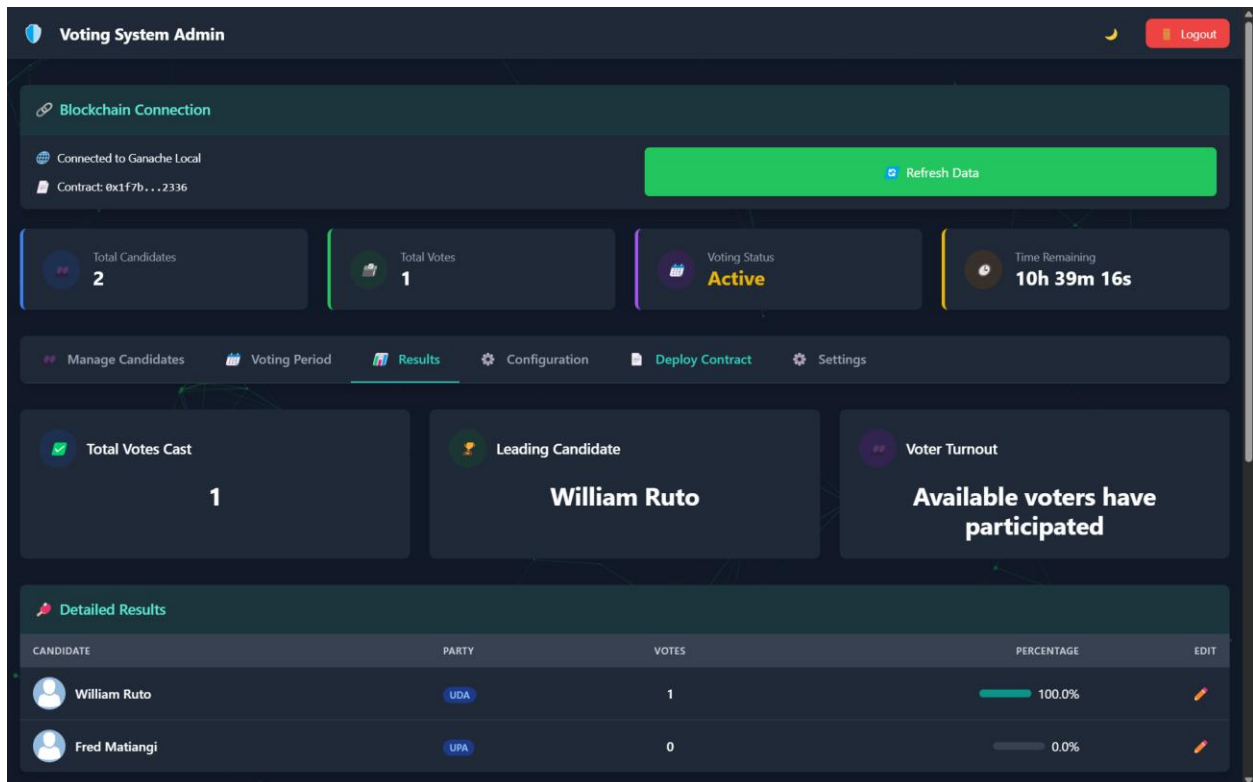 Voting System Admin
Logout
Blockchain Connection
Connected to Ganache Local
Contract: 0x1f7b...2336
Refresh Data
Total Candidates
2
Total Votes
1
Voting Status
Active
Time Remaining
10h 39m 16s
Manage Candidates
Voting Period
Results
Configuration
Deploy Contract
Settings
Total Votes Cast
1
Leading Candidate
William Ruto
Voter Turnout
Available voters have
participated
Detailed Results
CANDIDATE PARTY VOTES PERCENTAGE EDIT
William Ruto UDA 1 100.0%
Fred Matiangi UPA 0 0.0%